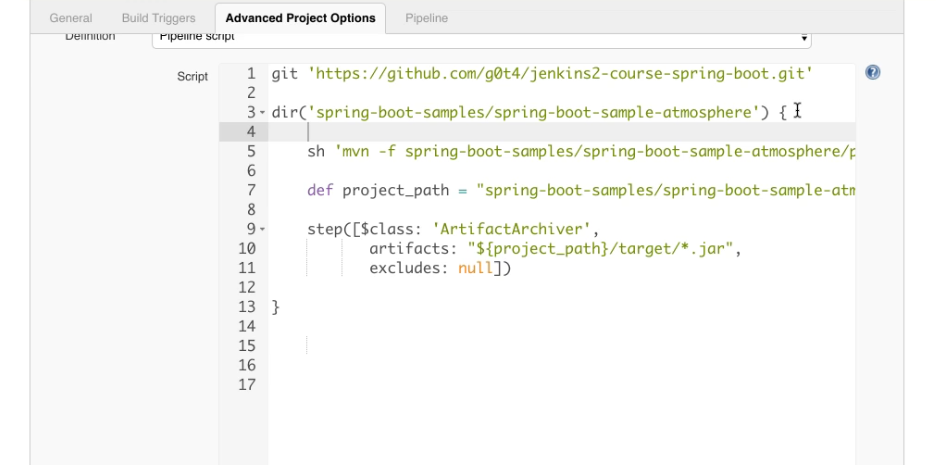 General Build Triggers Advanced Project Options Pipeline
Definition Pipeline script
Script
1 git 'https://github.com/g0t4/jenkins2-course-spring-boot.git'
2
3 dir('spring-boot-samples/spring-boot-sample-atmosphere') {
4
5 sh 'mvn -f spring-boot-samples/spring-boot-sample-atmosphere/p
6
7 def project_path = "spring-boot-samples/spring-boot-sample-atm
8
9 step([$class: 'ArtifactArchiver',
10 artifacts: "${project_path}/target/*.jar",
11 excludes: null])
12
13 }
14
15
16
17